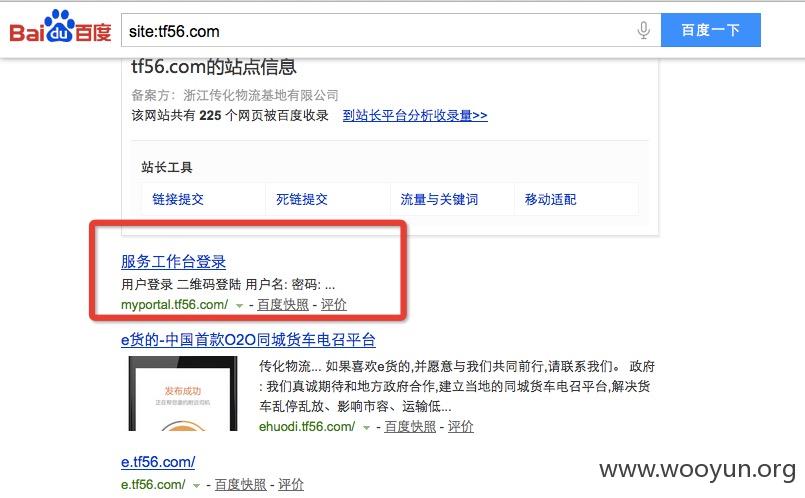 Baidu百度 site:tf56.com 百度一下
tf56.com的站点信息
备案方：浙江传化物流基地有限公司
该网站共有 225 个网页被百度收录 到站长平台分析收录量>>
站长工具
链接提交 死链提交 流量与关键词 移动适配
服务工作台登录
用户登录 二维码登陆 用户名: 密码: ...
myportal.tf56.com/ - 百度快照 - 评价
e货的-中国首款O2O同城货车电召平台
发布成功
传化物流... 如果喜欢e货的,并愿意与我们共同前行,请联系我们。 政府
: 我们真诚期待和地方政府合作,建立当地的同城货车电召平台,解决货
车乱停乱放、影响市容、运输低...
ehuodi.tf56.com/ - 百度快照 - 评价
e.tf56.com/
e.tf56.com/ - 百度快照 - 评价
www.wooyun.org